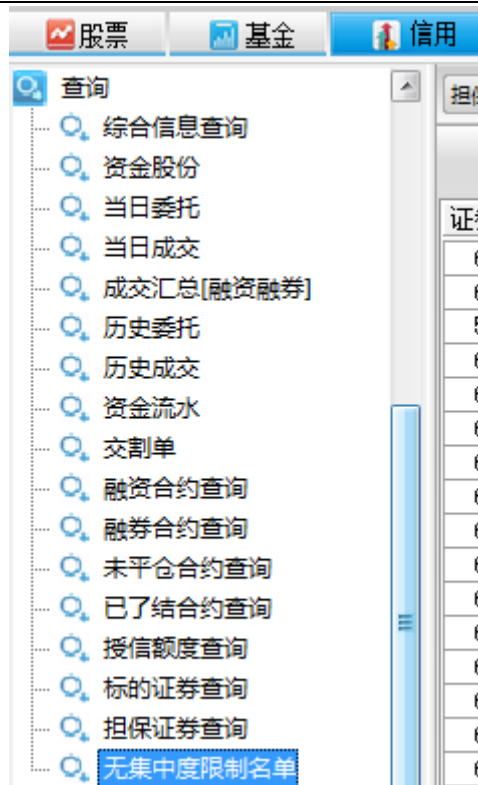 股票 基金 信用
查询
综合信息查询
资金股份
当日委托
当日成交
成交汇总[融资融券]
历史委托
历史成交
资金流水
交割单
融资合约查询
融券合约查询
未平仓合约查询
已了结合约查询
授信额度查询
标的证券查询
担保证券查询
无集中度限制名单
担
证